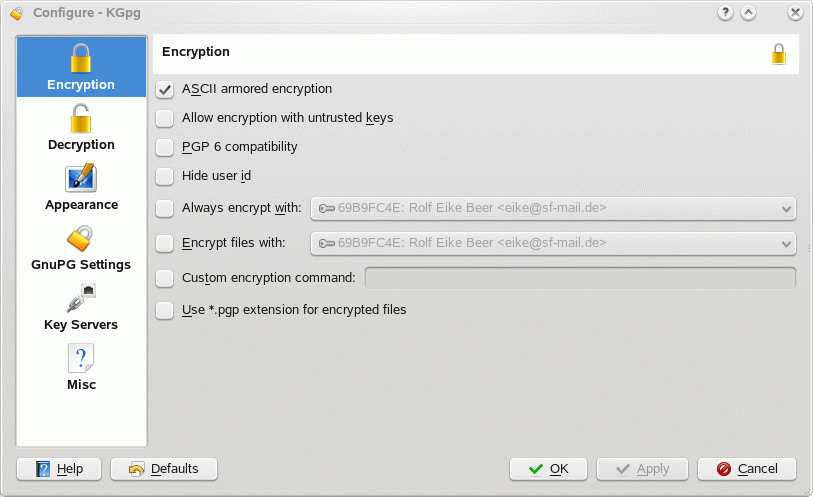 Configure - KGpg
?
Encryption
Decryption
Appearance
GnuPG Settings
Key Servers
?
Misc
Encryption
ASCII armored encryption
Allow encryption with untrusted keys
PGP 6 compatibility
Hide user id
Always encrypt with: 69B9FC4E: Rolf Eike Beer <eike@sf-mail.de>
Encrypt files with: 69B9FC4E: Rolf Eike Beer <eike@sf-mail.de>
Custom encryption command:
Use *.pgp extension for encrypted files
? Help Defaults OK Apply Cancel